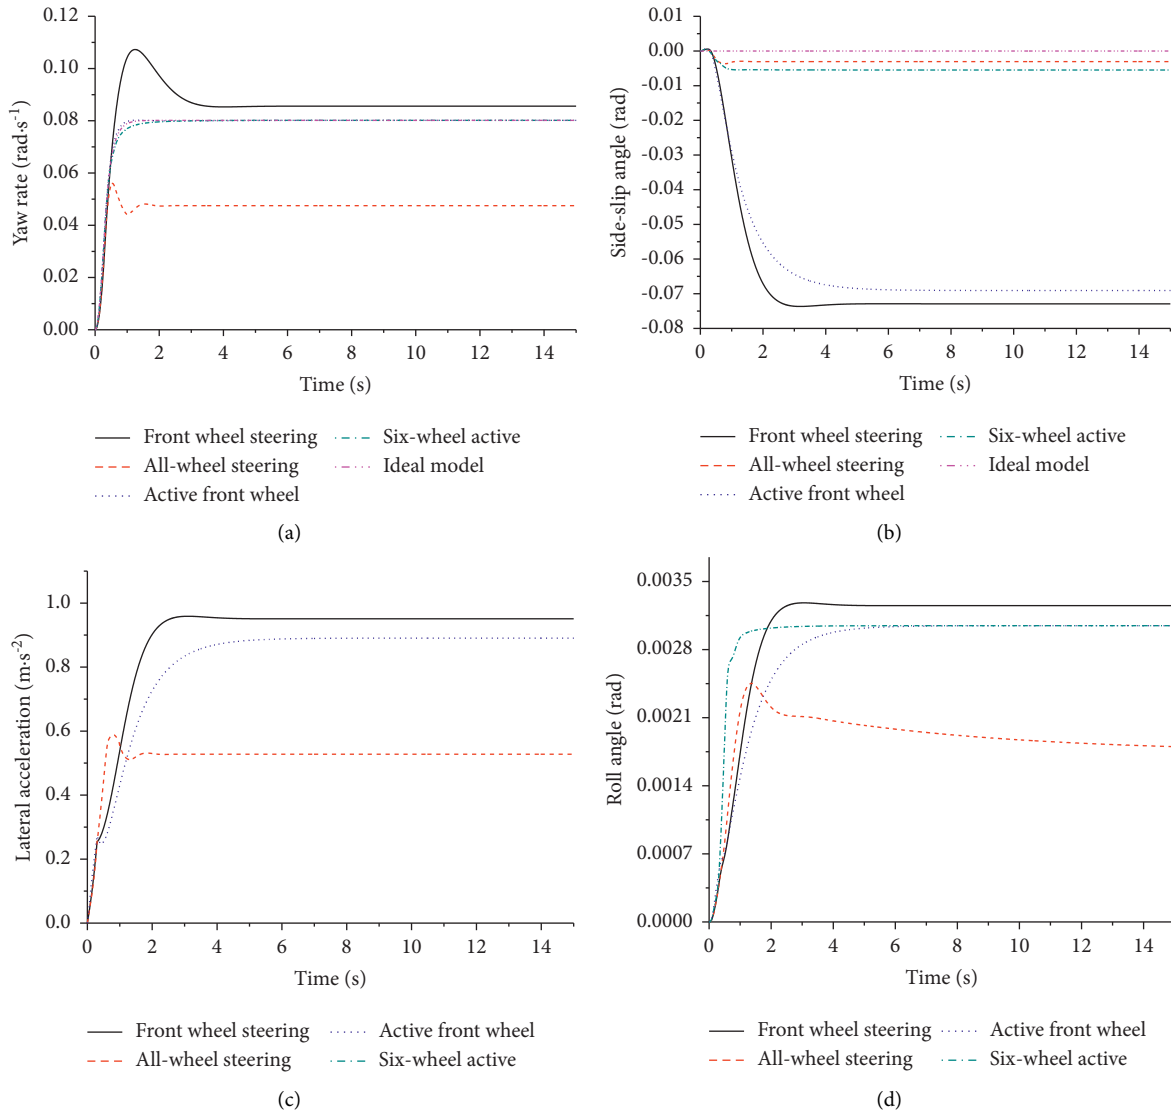 0.12
0.10
0.08
0.06
0.04
0.02
0.00
Yaw rate (rad·s⁻¹)
0 2 4 6 8 10 12 14
Time (s)
Front wheel steering
All-wheel steering
Active front wheel
Six-wheel active
Ideal model
(a)
0.01
0.00
-0.01
-0.02
-0.03
-0.04
-0.05
-0.06
-0.07
-0.08
Side-slip angle (rad)
0 2 4 6 8 10 12 14
Time (s)
Front wheel steering
All-wheel steering
Active front wheel
Six-wheel active
Ideal model
(b)
1.0
0.8
0.6
0.4
0.2
0.0
Lateral acceleration (m·s⁻²)
0 2 4 6 8 10 12 14
Time (s)
Front wheel steering
All-wheel steering
Active front wheel
Six-wheel active
(c)
0.0035
0.0028
0.0021
0.0014
0.0007
0.0000
Roll angle (rad)
0 2 4 6 8 10 12 14
Time (s)
Front wheel steering
All-wheel steering
Active front wheel
Six-wheel active
(d)